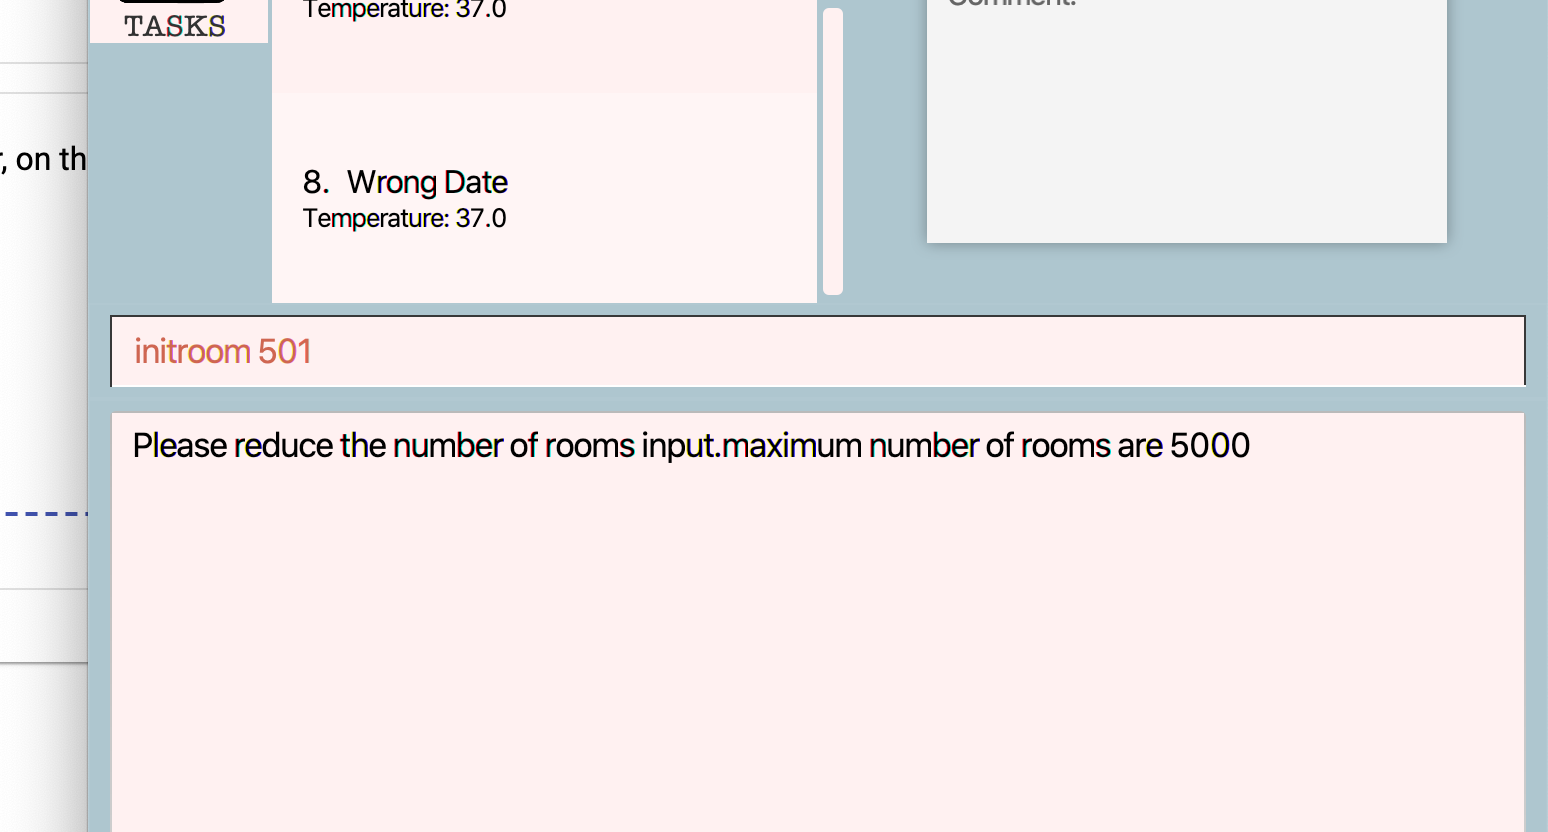 Temperature: 37.0
Comment:
TASKS
, on th
8. Wrong Date
Temperature: 37.0
initroom 501
Please reduce the number of rooms input.maximum number of rooms are 5000